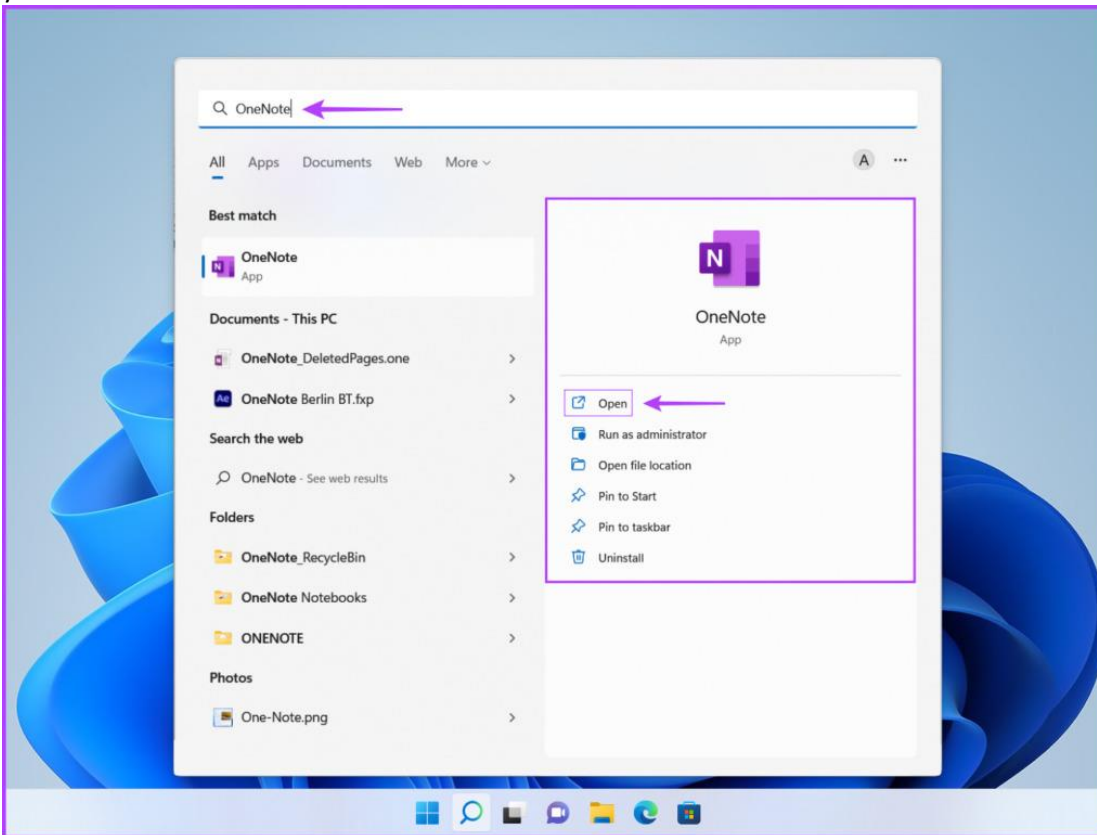 OneNote
All Apps Documents Web More
A
Best match
OneNote
App
Documents - This PC
OneNote_DeletedPages.one
Ae OneNote Berlin BT.fxp
Search the web
OneNote - See web results
Folders
OneNote_RecycleBin
OneNote Notebooks
ONENOTE
Photos
One-Note.png
N
OneNote
App
Open
Run as administrator
Open file location
Pin to Start
Pin to taskbar
Uninstall